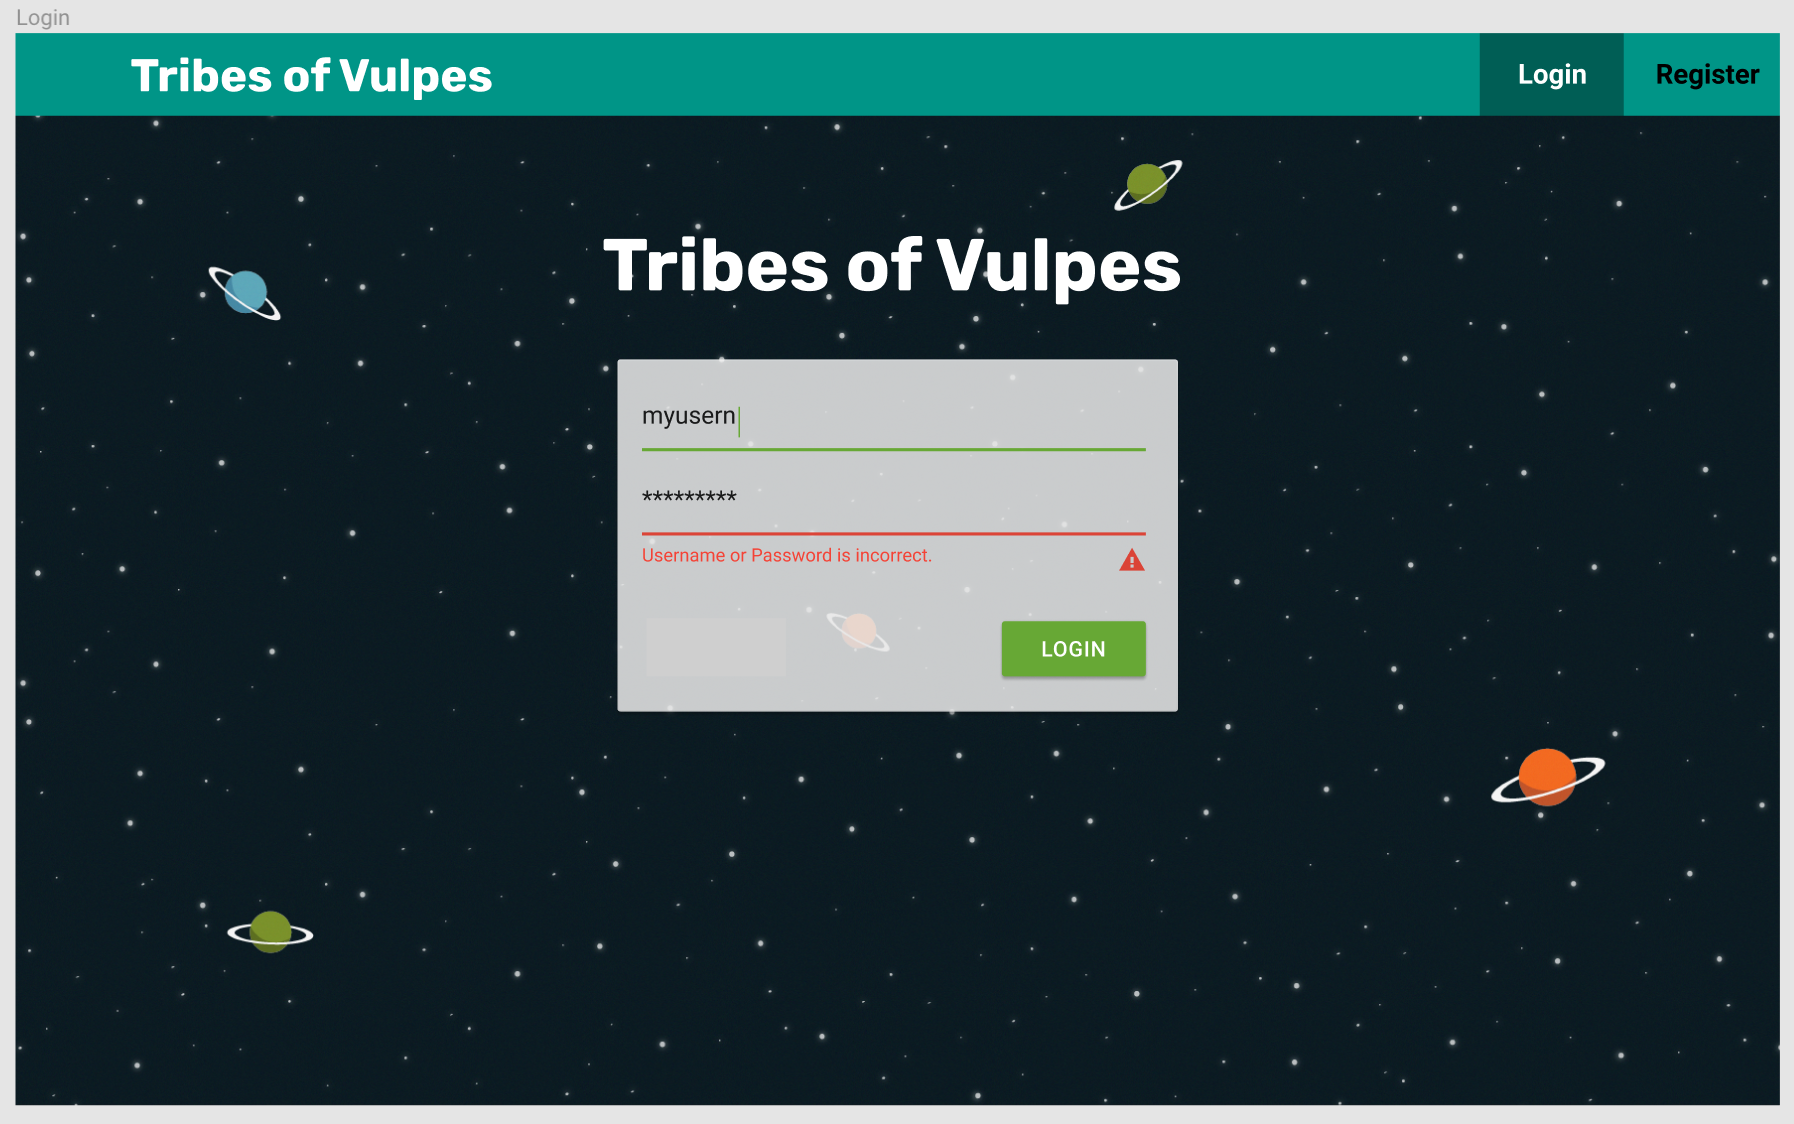 Login
Tribes of Vulpes
Login
Register
Tribes of Vulpes
myusern
*********
Username or Password is incorrect.
LOGIN